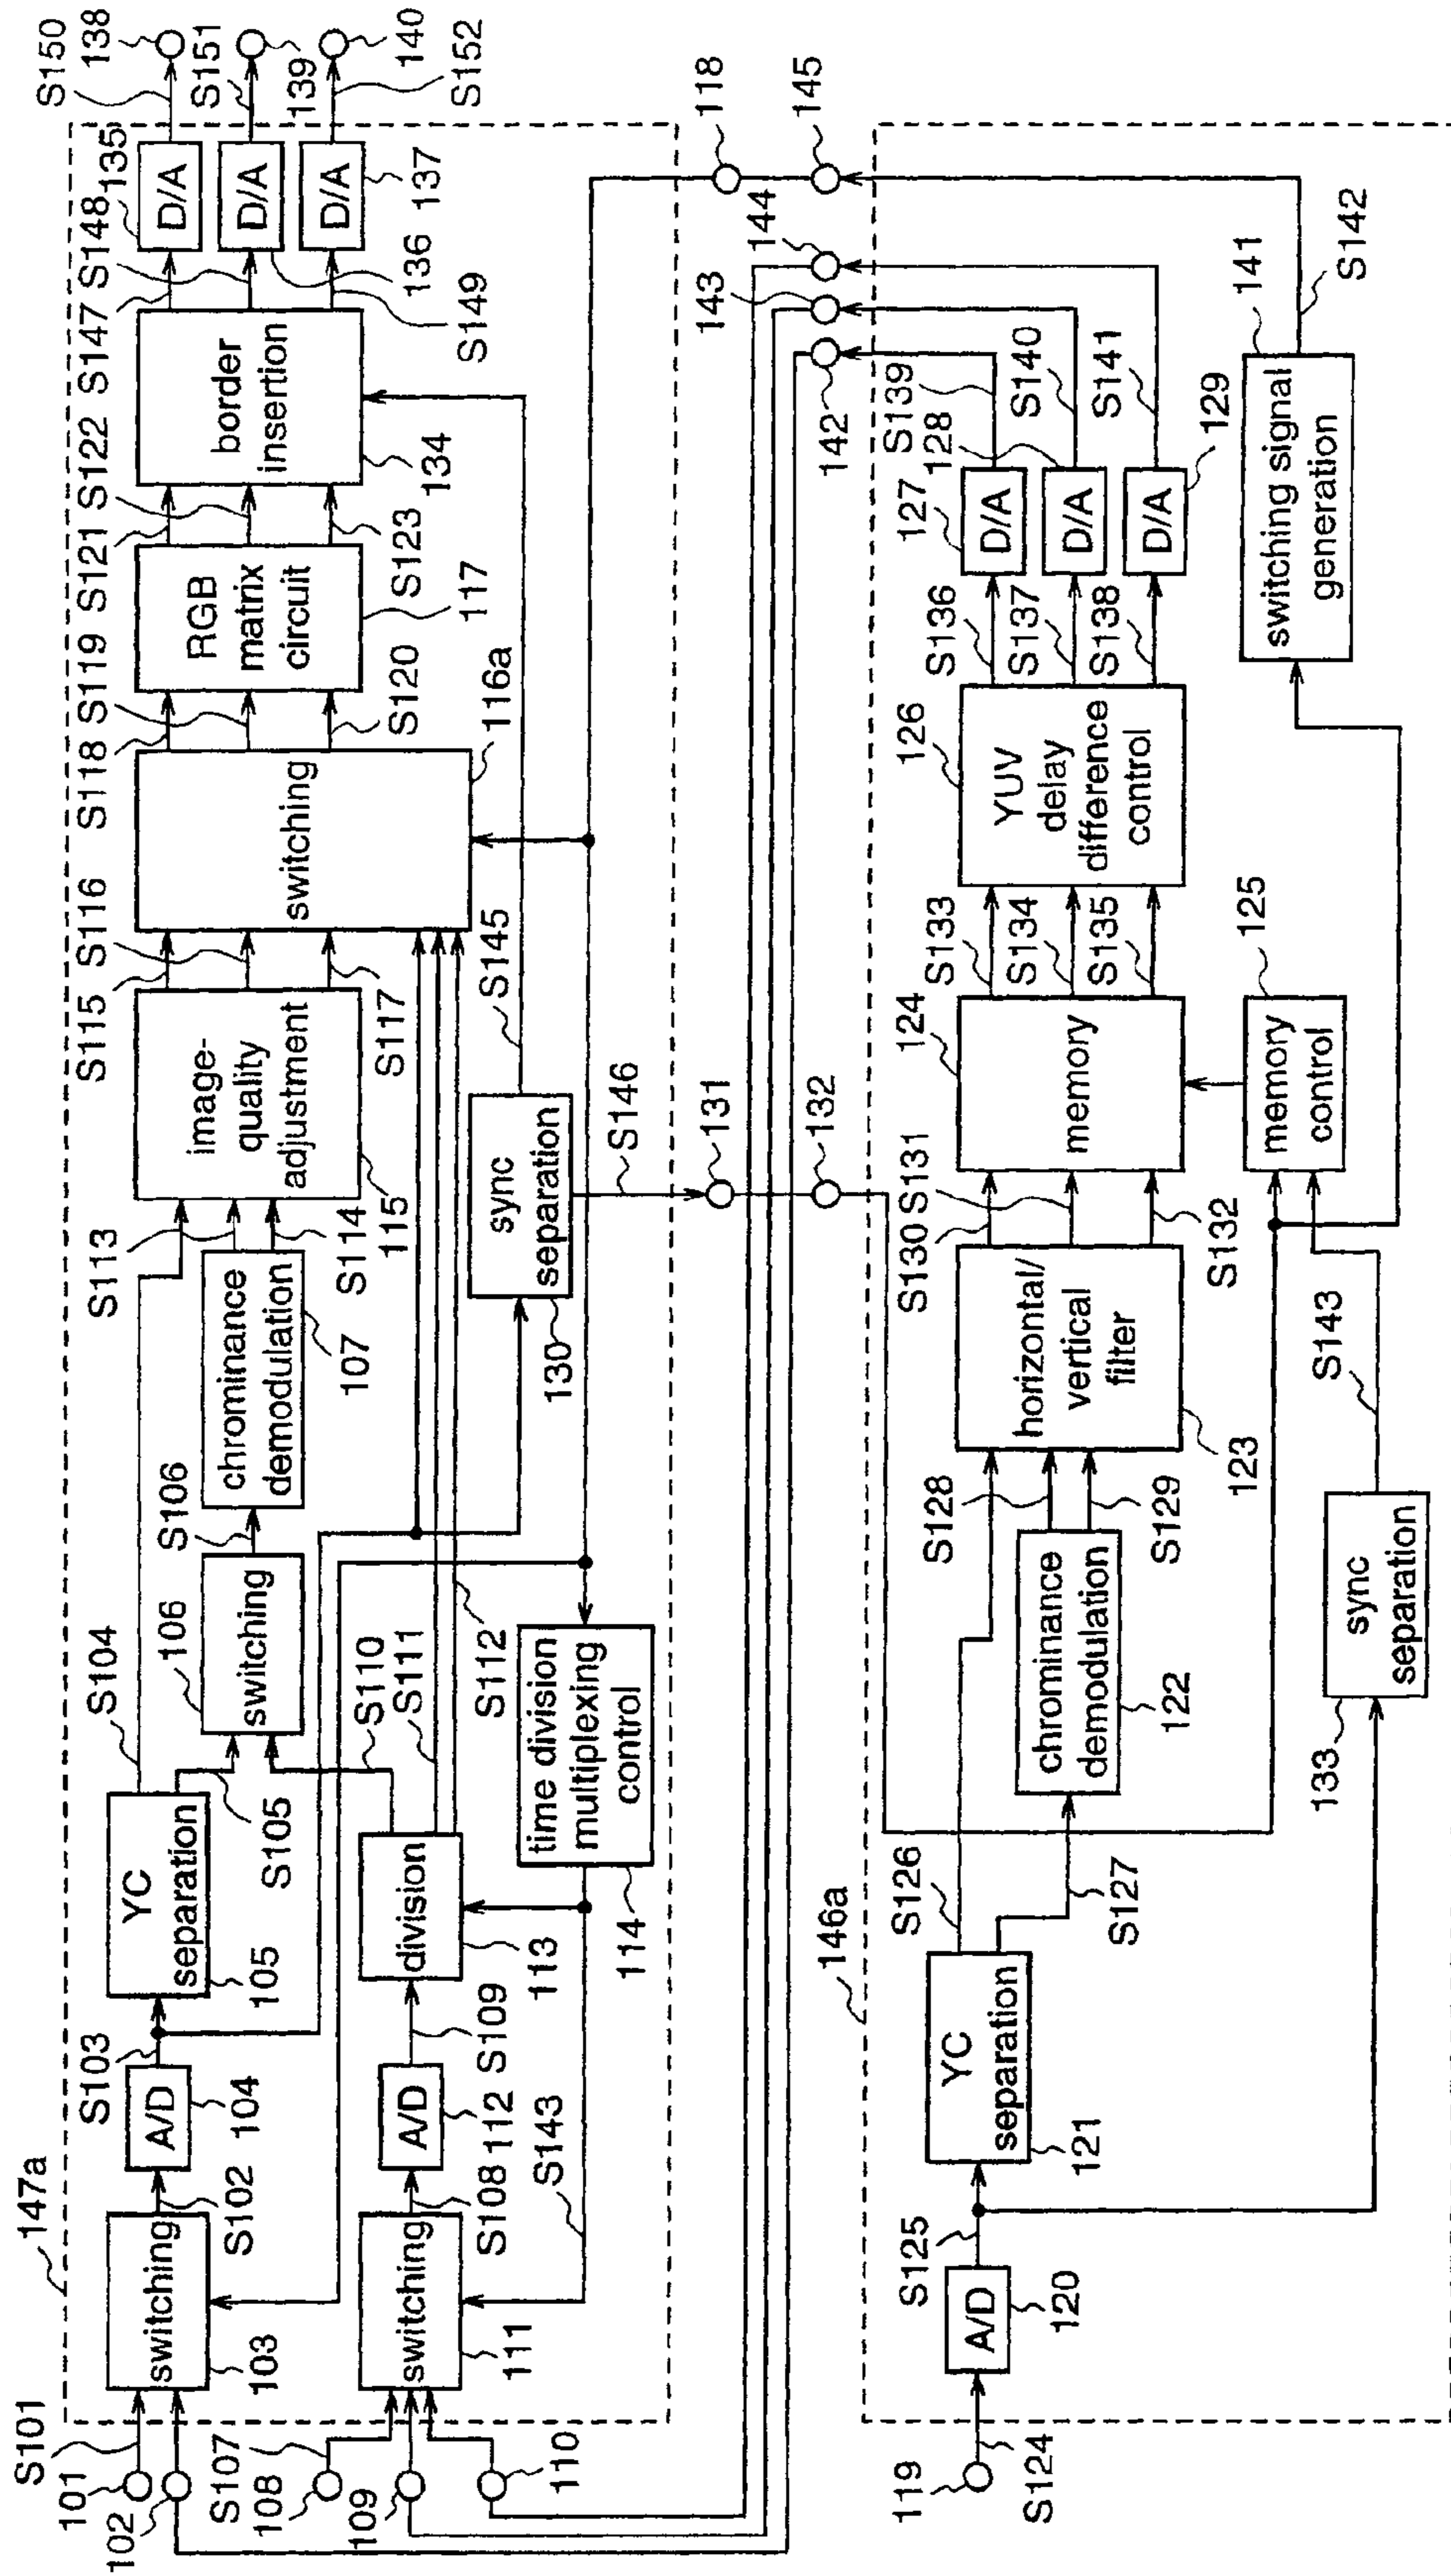 147a
S101
101
102
switching
103
S102
A/D
104
S103
YC
separation
105
S104
S105
switching
106
S106
chrominance
demodulation
107
S113
S114
image-
quality
adjustment
115
S115
S116
S117
switching
116a
S118
S119
S120
RGB
matrix
circuit
117
S121
S122
S123
border
insertion
134
S147
S148
S149
D/A
135
D/A
136
D/A
137
S150
138
S151
139
S152
140
S107
108
109
110
switching
111
S108
A/D
112
S109
division
113
S110
S111
S112
S143
time division
multiplexing
control
114
sync
separation
130
S145
S146
131
132
118
145
144
143
142
146a
119
S124
A/D
120
S125
YC
separation
121
S126
S127
chrominance
demodulation
122
S128
S129
horizontal/
vertical
filter
123
S130
S131
S132
memory
124
memory
control
125
S133
S134
S135
YUV
delay
difference
control
126
S136
S137
S138
D/A
127
D/A
128
D/A
129
S139
S140
S141
sync
separation
133
S143
switching signal
generation
141
S142